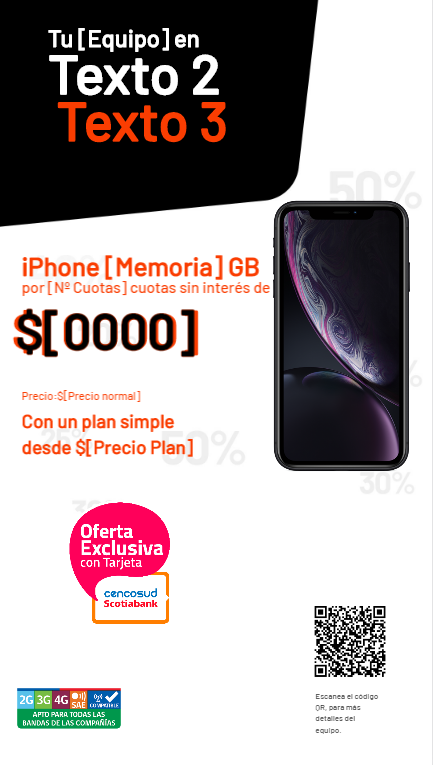 Tu [Equipo] en
Texto 2
Texto 3
50%
iPhone [Memoria] GB
por [Nº Cuotas] cuotas sin interés de
$[0000]
Precio:$[Precio normal]
Con un plan simple
desde $[Precio Plan]
50%
30%
Oferta
Exclusiva
con Tarjeta
cencosud
Scotiabank
2G 3G 4G SAE COMPATIBLE
APTO PARA TODAS LAS
BANDAS DE LAS COMPAÑÍAS
Escanea el código
QR, para más
detalles del
equipo.